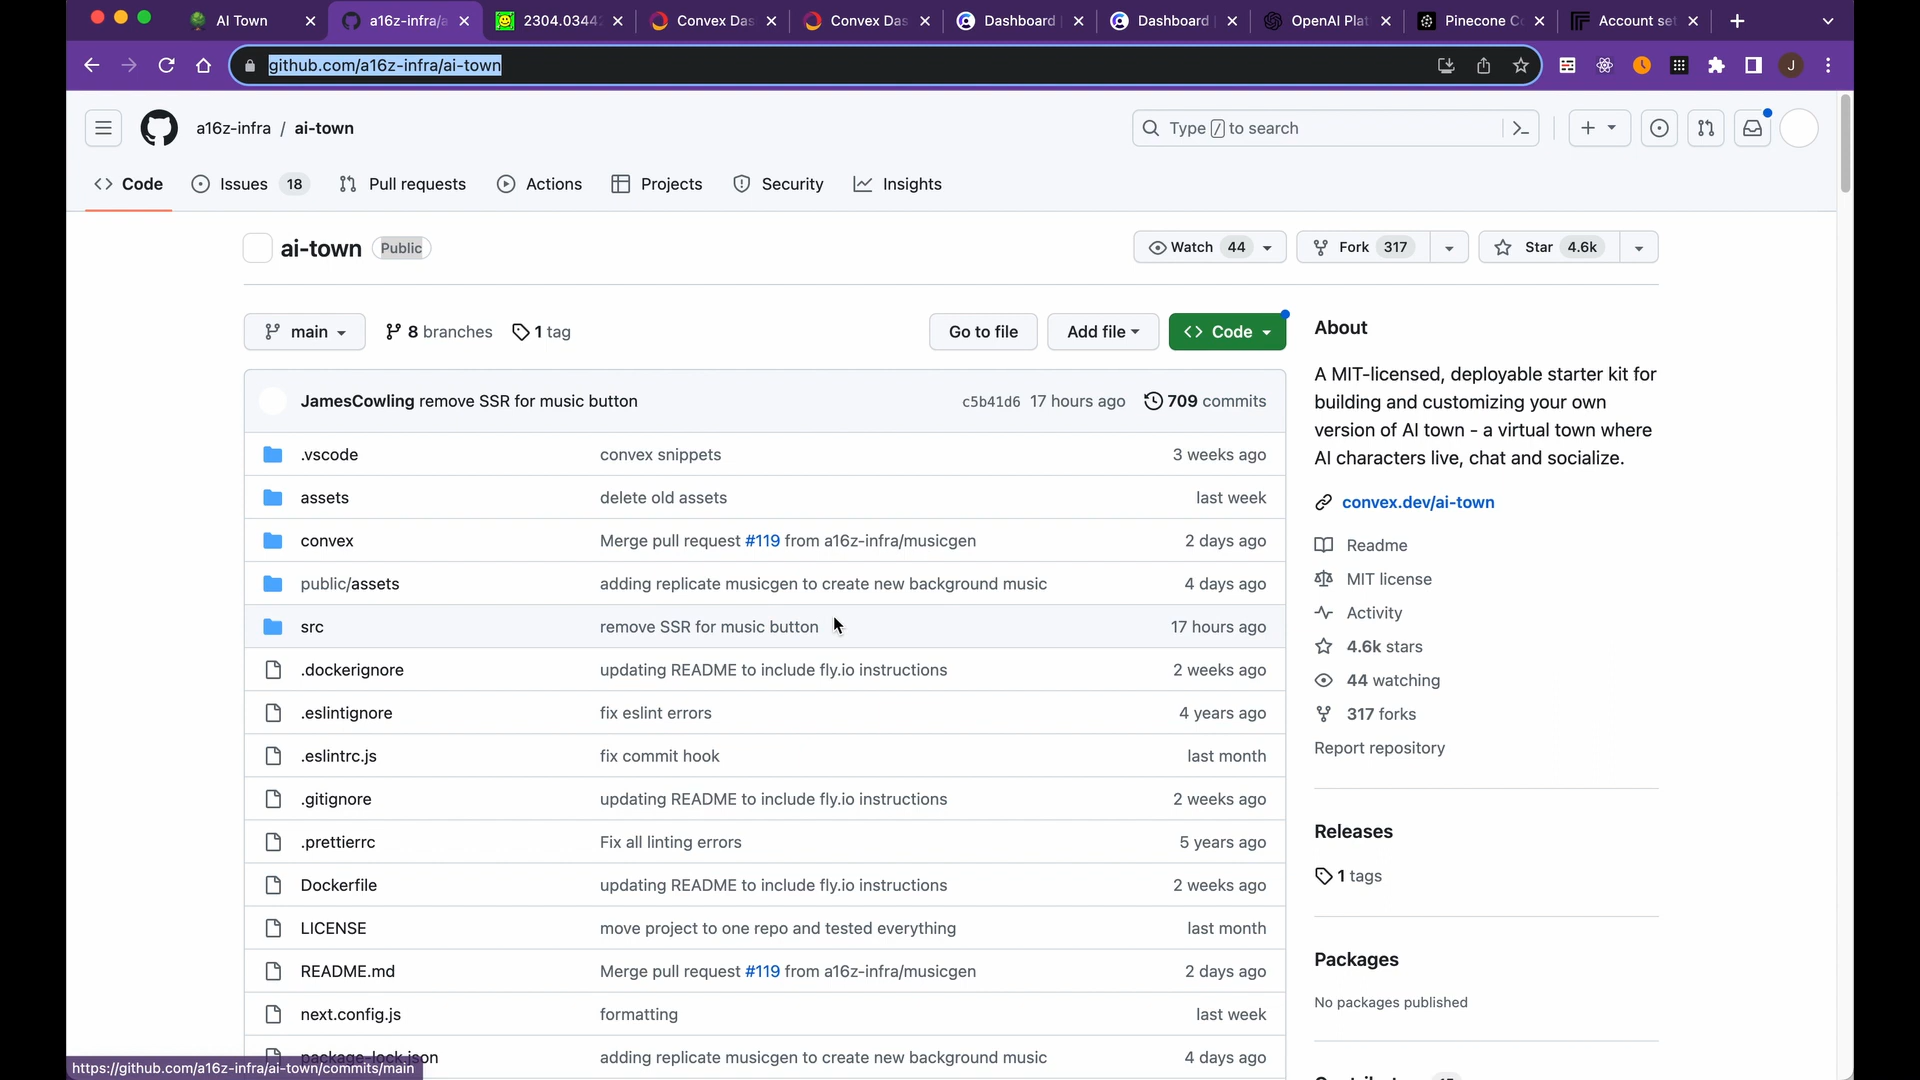 AI Town
a16z-infra/a
2304.0344
Convex Das
Convex Das
Dashboard
Dashboard
OpenAI Plat
Pinecone Co
Account set
github.com/a16z-infra/ai-town
J
a16z-infra / ai-town
Type / to search
Code
Issues 18
Pull requests
Actions
Projects
Security
Insights
ai-town Public
Watch 44
Fork 317
Star 4.6k
main
8 branches
1 tag
Go to file
Add file
Code
JamesCowling remove SSR for music button c5b41d6 17 hours ago 709 commits
.vscode convex snippets 3 weeks ago
assets delete old assets last week
convex Merge pull request #119 from a16z-infra/musicgen 2 days ago
public/assets adding replicate musicgen to create new background music 4 days ago
src remove SSR for music button 17 hours ago
.dockerignore updating README to include fly.io instructions 2 weeks ago
.eslintignore fix eslint errors 4 years ago
.eslintrc.js fix commit hook last month
.gitignore updating README to include fly.io instructions 2 weeks ago
.prettierrc Fix all linting errors 5 years ago
Dockerfile updating README to include fly.io instructions 2 weeks ago
LICENSE move project to one repo and tested everything last month
README.md Merge pull request #119 from a16z-infra/musicgen 2 days ago
next.config.js formatting last week
package-lock.json adding replicate musicgen to create new background music 4 days ago
https://github.com/a16z-infra/ai-town/commits/main
About
A MIT-licensed, deployable starter kit for
building and customizing your own
version of AI town - a virtual town where
AI characters live, chat and socialize.
convex.dev/ai-town
Readme
MIT license
Activity
4.6k stars
44 watching
317 forks
Report repository
Releases
1 tags
Packages
No packages published